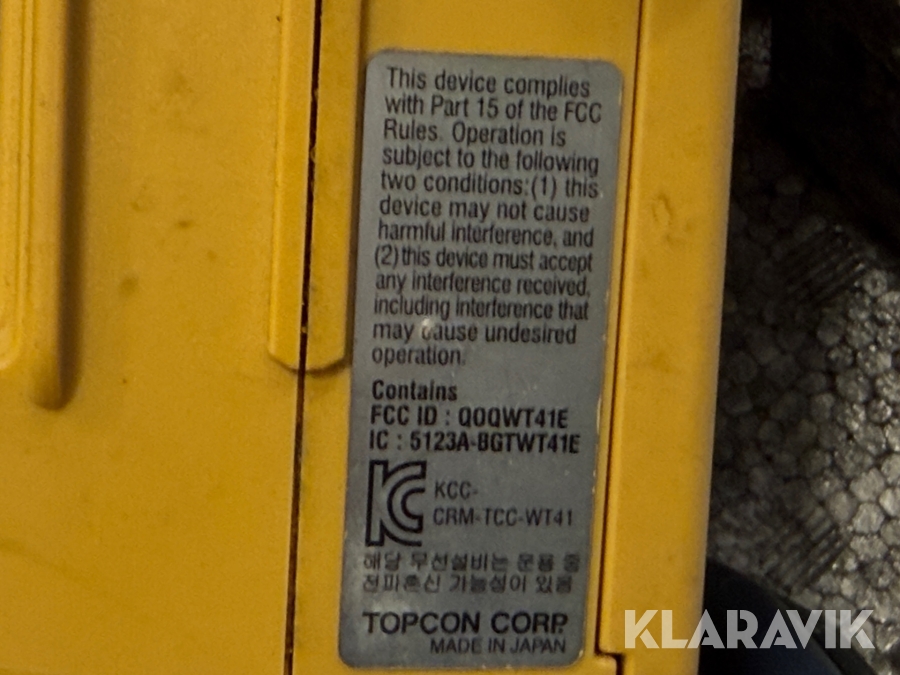 This device complies
with Part 15 of the FCC
Rules. Operation is
subject to the following
two conditions:(1) this
device may not cause
harmful interference, and
(2)this device must accept
any interference received,
including interference that
may cause undesired
operation.
Contains
FCC ID : QOQWT41E
IC : 5123A-BGTWT41E
KC
KCC-
CRM-TCC-WT41
해당 무선설비는 운용 중
전파혼신 가능성이 있음
TOPCON CORP.
MADE IN JAPAN
KLARAVIK